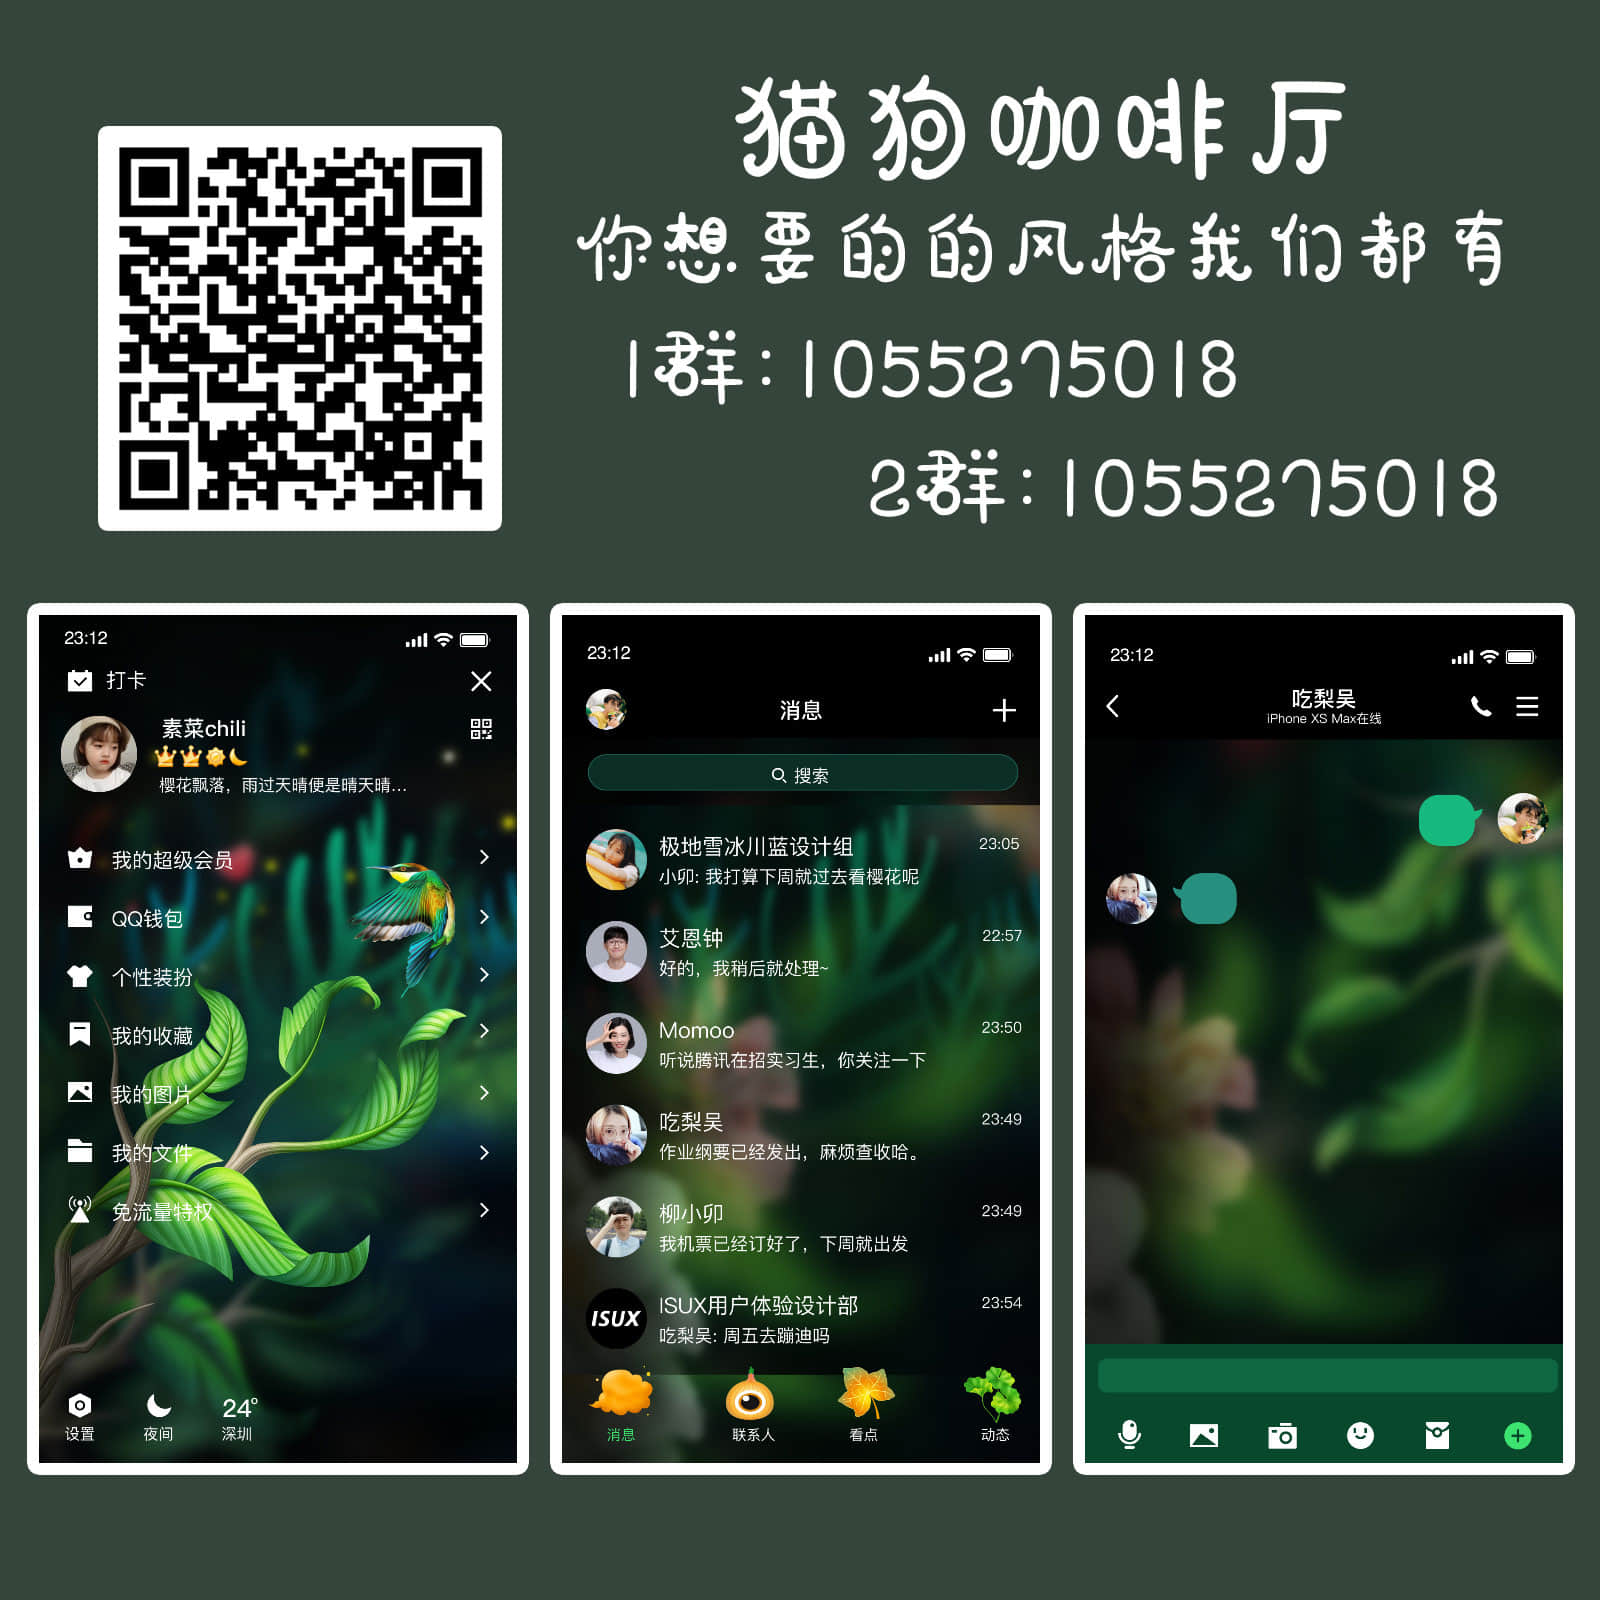 猫狗咖啡厅
你想要的的风格我们都有
1群:1055275018
2群:1055275018
23:12
打卡
素菜chili
樱花飘落，雨过天晴便是晴天晴...
我的超级会员
QQ钱包
个性装扮
我的收藏
我的图片
我的文件
免流量特权
24°
设置 夜间 深圳
23:12
消息
搜索
极地雪冰川蓝设计组 23:05
小卯: 我打算下周就过去看樱花呢
艾恩钟 22:57
好的，我稍后就处理~
Momoo 23:50
听说腾讯在招实习生，你关注一下
吃梨吴 23:49
作业纲要已经发出，麻烦查收哈。
柳小卯 23:49
我机票已经订好了，下周就出发
ISUX
ISUX用户体验设计部 23:54
吃梨吴: 周五去蹦迪吗
消息 联系人 看点 动态
23:12
吃梨吴
iPhone XS Max在线